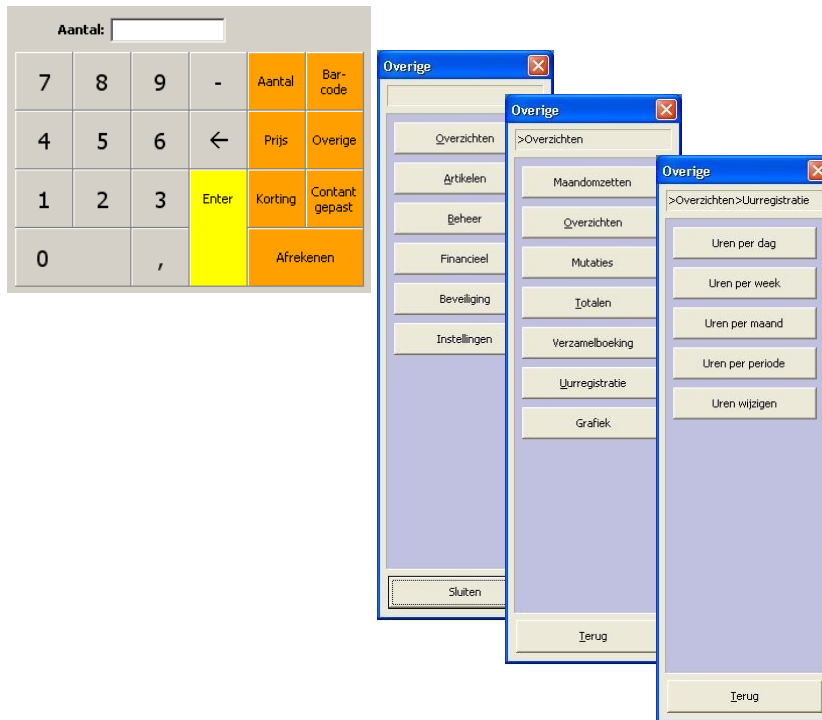 Aantal:
7 8 9 - Aantal Bar-
code
4 5 6 ← Prijs Overige
1 2 3 Enter Korting Contant
gepast
0 , Afrekenen
Overige
Overzichten
Artikelen
Beheer
Financieel
Beveiliging
Instellingen
Sluiten
Overige
>Overzichten
Maandomzetten
Overzichten
Mutaties
Totalen
Verzamelboeking
Uurregistratie
Grafiek
Terug
Overige
>Overzichten>Uurregistratie
Uren per dag
Uren per week
Uren per maand
Uren per periode
Uren wijzigen
Terug